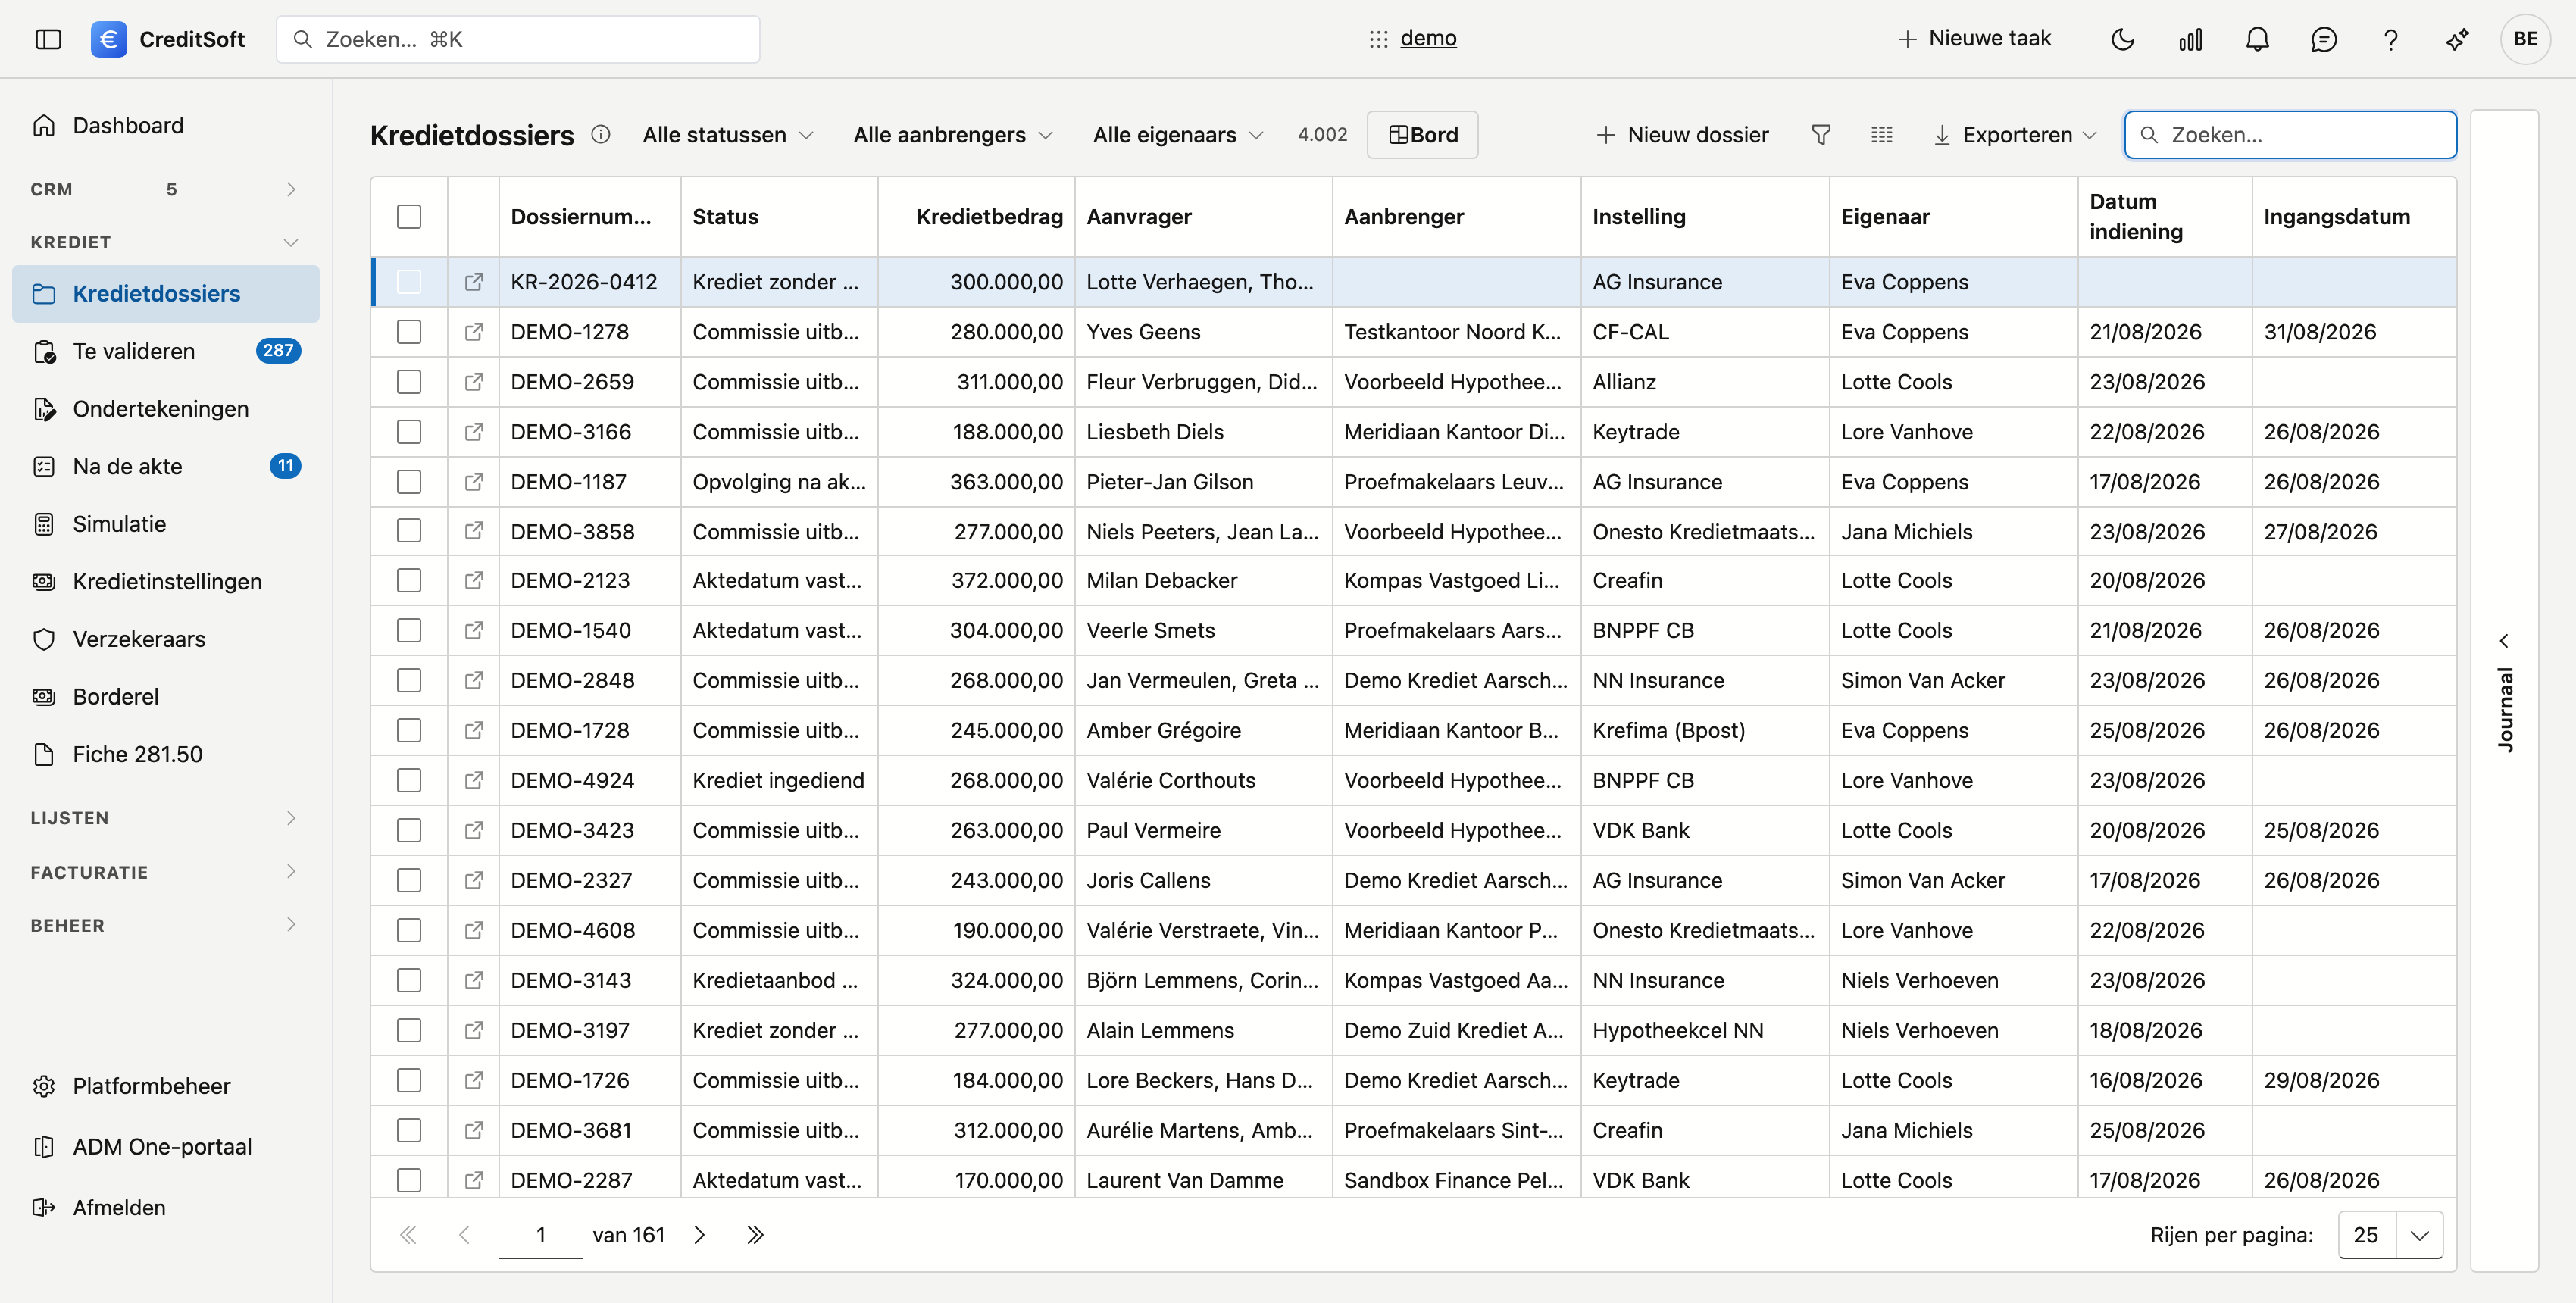 CreditSoft
Zoeken... ⌘K
demo
Nieuwe taak
BE
Dashboard
CRM 5
KREDIET
Kredietdossiers
Te valideren 287
Ondertekeningen
Na de akte 11
Simulatie
Kredietinstellingen
Verzekeraars
Borderel
Fiche 281.50
LIJSTEN
FACTURATIE
BEHEER
Platformbeheer
ADM One-portaal
Afmelden
Kredietdossiers Alle statussen Alle aanbrengers Alle eigenaars 4.002 Bord Nieuw dossier Exporteren Zoeken...
Dossiernum... Status Kredietbedrag Aanvrager Aanbrenger Instelling Eigenaar Datum indiening Ingangsdatum
KR-2026-0412 Krediet zonder ... 300.000,00 Lotte Verhaegen, Tho... AG Insurance Eva Coppens
DEMO-1278 Commissie uitb... 280.000,00 Yves Geens Testkantoor Noord K... CF-CAL Eva Coppens 21/08/2026 31/08/2026
DEMO-2659 Commissie uitb... 311.000,00 Fleur Verbruggen, Did... Voorbeeld Hypothee... Allianz Lotte Cools 23/08/2026
DEMO-3166 Commissie uitb... 188.000,00 Liesbeth Diels Meridiaan Kantoor Di... Keytrade Lore Vanhove 22/08/2026 26/08/2026
DEMO-1187 Opvolging na ak... 363.000,00 Pieter-Jan Gilson Proefmakelaars Leuv... AG Insurance Eva Coppens 17/08/2026 26/08/2026
DEMO-3858 Commissie uitb... 277.000,00 Niels Peeters, Jean La... Voorbeeld Hypothee... Onesto Kredietmaats... Jana Michiels 23/08/2026 27/08/2026
DEMO-2123 Aktedatum vast... 372.000,00 Milan Debacker Kompas Vastgoed Li... Creafin Lotte Cools 20/08/2026
DEMO-1540 Aktedatum vast... 304.000,00 Veerle Smets Proefmakelaars Aars... BNPPF CB Lotte Cools 21/08/2026 26/08/2026
DEMO-2848 Commissie uitb... 268.000,00 Jan Vermeulen, Greta ... Demo Krediet Aarsch... NN Insurance Simon Van Acker 23/08/2026 26/08/2026
DEMO-1728 Commissie uitb... 245.000,00 Amber Grégoire Meridiaan Kantoor B... Krefima (Bpost) Eva Coppens 25/08/2026 26/08/2026
DEMO-4924 Krediet ingediend 268.000,00 Valérie Corthouts Voorbeeld Hypothee... BNPPF CB Lore Vanhove 23/08/2026
DEMO-3423 Commissie uitb... 263.000,00 Paul Vermeire Voorbeeld Hypothee... VDK Bank Lotte Cools 20/08/2026 25/08/2026
DEMO-2327 Commissie uitb... 243.000,00 Joris Callens Demo Krediet Aarsch... AG Insurance Simon Van Acker 17/08/2026 26/08/2026
DEMO-4608 Commissie uitb... 190.000,00 Valérie Verstraete, Vin... Meridiaan Kantoor P... Onesto Kredietmaats... Lore Vanhove 22/08/2026
DEMO-3143 Kredietaanbod ... 324.000,00 Björn Lemmens, Corin... Kompas Vastgoed Aa... NN Insurance Niels Verhoeven 23/08/2026
DEMO-3197 Krediet zonder ... 277.000,00 Alain Lemmens Demo Zuid Krediet A... Hypotheekcel NN Niels Verhoeven 18/08/2026
DEMO-1726 Commissie uitb... 184.000,00 Lore Beckers, Hans D... Demo Krediet Aarsch... Keytrade Lotte Cools 16/08/2026 29/08/2026
DEMO-3681 Commissie uitb... 312.000,00 Aurélie Martens, Amb... Proefmakelaars Sint-... Creafin Jana Michiels 25/08/2026
DEMO-2287 Aktedatum vast... 170.000,00 Laurent Van Damme Sandbox Finance Pel... VDK Bank Lotte Cools 17/08/2026 26/08/2026
1 van 161
Rijen per pagina: 25
Journaal